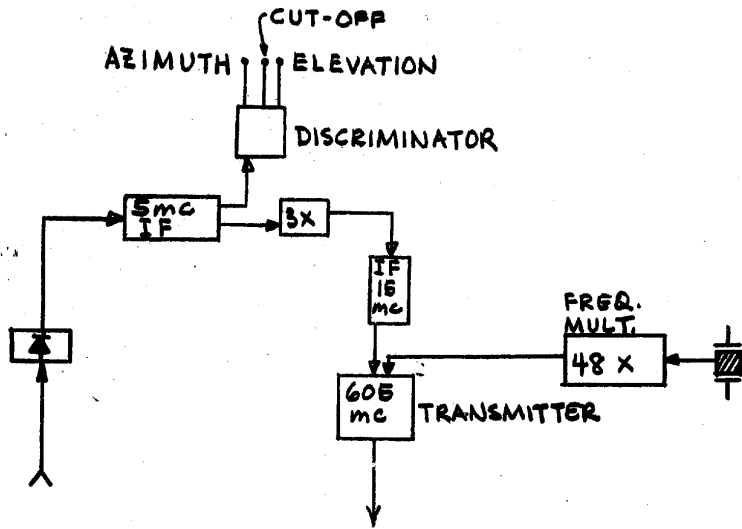 CUT-OFF
AZIMUTH
ELEVATION
DISCRIMINATOR
5mc
IF
3X
IF
15
mc
FREQ.
MULT.
48 X
605
mc
TRANSMITTER